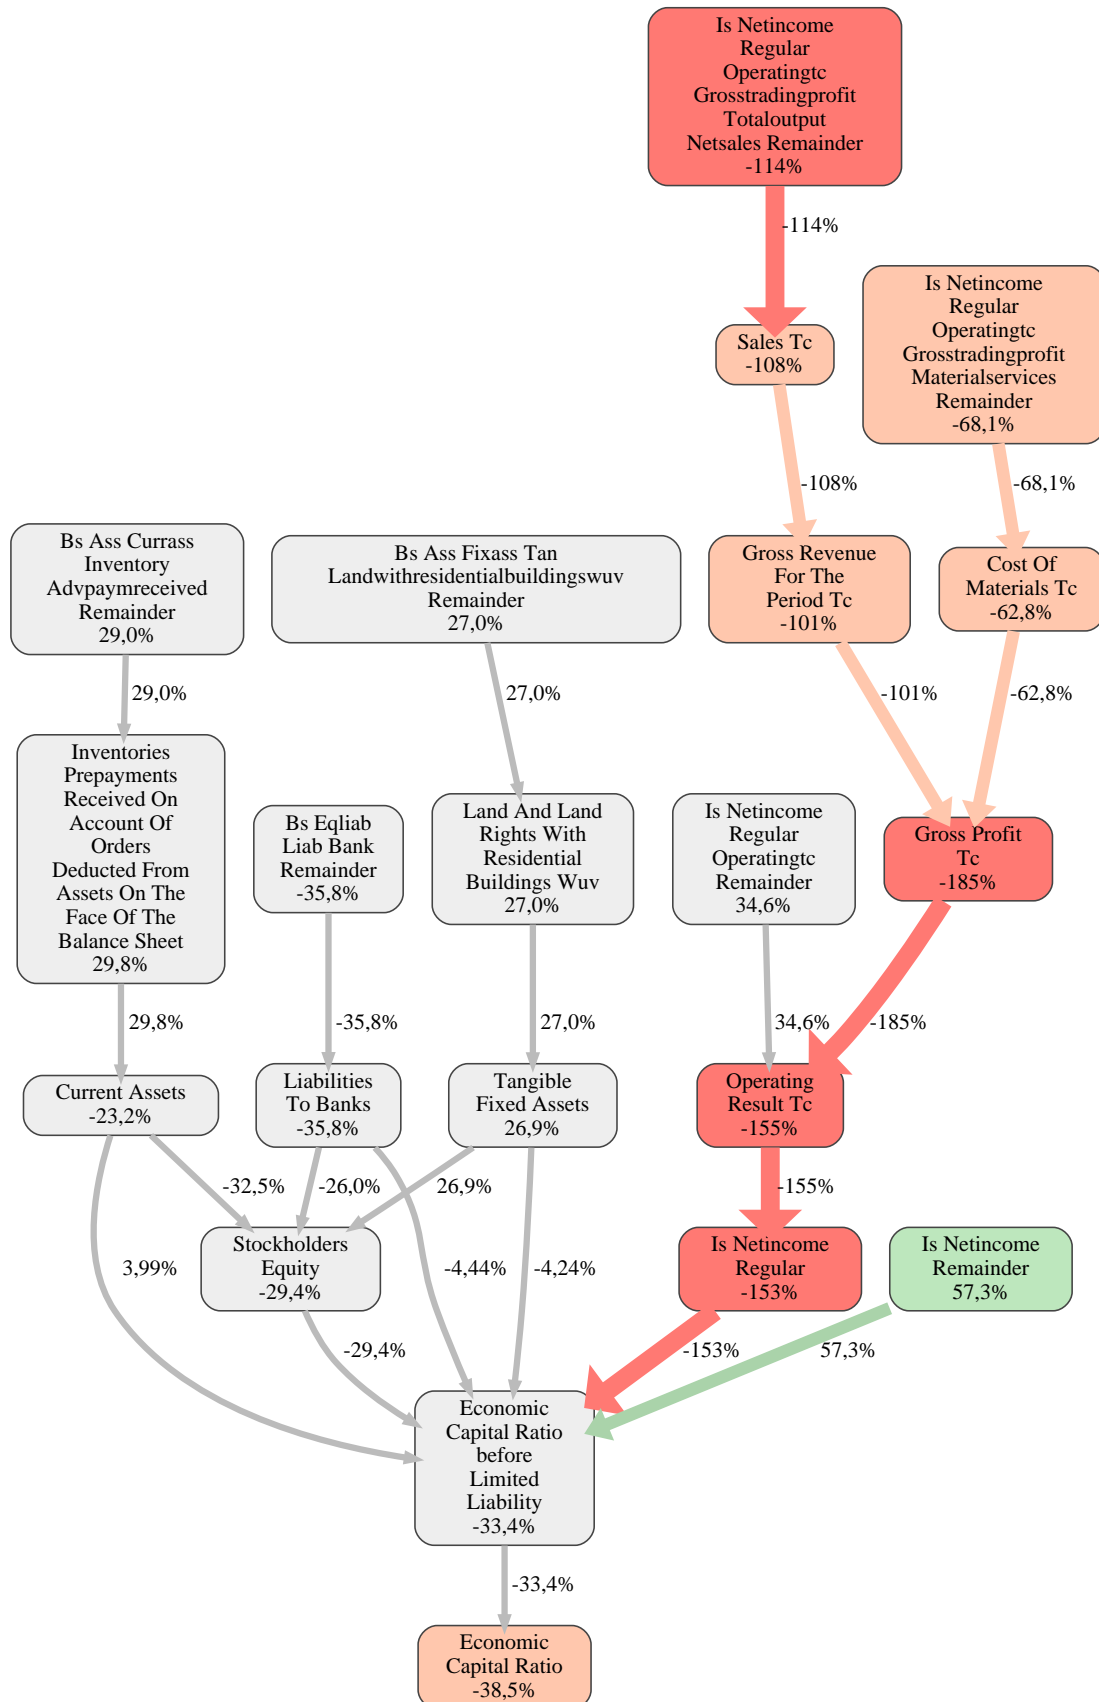 Is Netincome
Regular
Operatingtc
Grosstradingprofit
Totaloutput
Netsales Remainder
-114%
-114%
Is Netincome
Regular
Operatingtc
Grosstradingprofit
Materialservices
Remainder
-68,1%
Sales Tc
-108%
-108%
-68,1%
Bs Ass Currass
Inventory
Advpaymreceived
Remainder
29,0%
Bs Ass Fixass Tan
Landwithresidentialbuildingswuv
Remainder
27,0%
Gross Revenue
For The
Period Tc
-101%
Cost Of
Materials Tc
-62,8%
29,0%
27,0%
-101%
-62,8%
Inventories
Prepayments
Received On
Account Of
Orders
Deducted From
Assets On The
Face Of The
Balance Sheet
29,8%
Bs Eqliab
Liab Bank
Remainder
-35,8%
Land And Land
Rights With
Residential
Buildings Wuv
27,0%
Is Netincome
Regular
Operatingtc
Remainder
34,6%
Gross Profit
Tc
-185%
29,8%
-35,8%
27,0%
34,6%
-185%
Current Assets
-23,2%
Liabilities
To Banks
-35,8%
Tangible
Fixed Assets
26,9%
Operating
Result Tc
-155%
-32,5%
-26,0%
26,9%
-155%
3,99%
Stockholders
Equity
-29,4%
-4,44%
-4,24%
Is Netincome
Regular
-153%
Is Netincome
Remainder
57,3%
-29,4%
-153%
57,3%
Economic
Capital Ratio
before
Limited
Liability
-33,4%
-33,4%
Economic
Capital Ratio
-38,5%